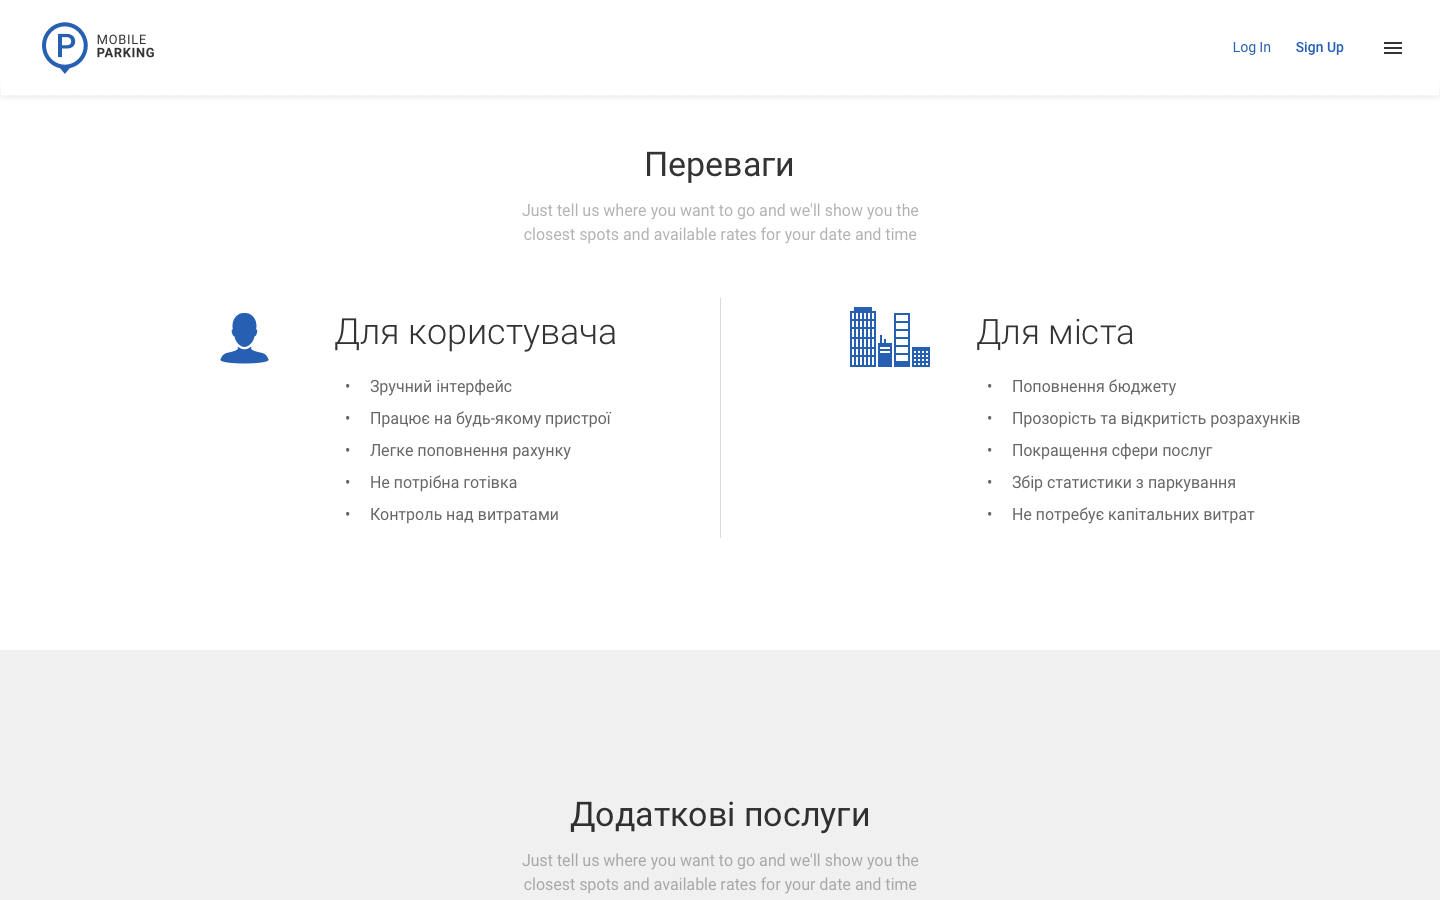 MOBILE
PARKING
Log In
Sign Up
Переваги
Just tell us where you want to go and we'll show you the
closest spots and available rates for your date and time
Для користувача
• Зручний інтерфейс
• Працює на будь-якому пристрої
• Легке поповнення рахунку
• Не потрібна готівка
• Контроль над витратами
Для міста
• Поповнення бюджету
• Прозорість та відкритість розрахунків
• Покращення сфери послуг
• Збір статистики з паркування
• Не потребує капітальних витрат
Додаткові послуги
Just tell us where you want to go and we'll show you the
closest spots and available rates for your date and time